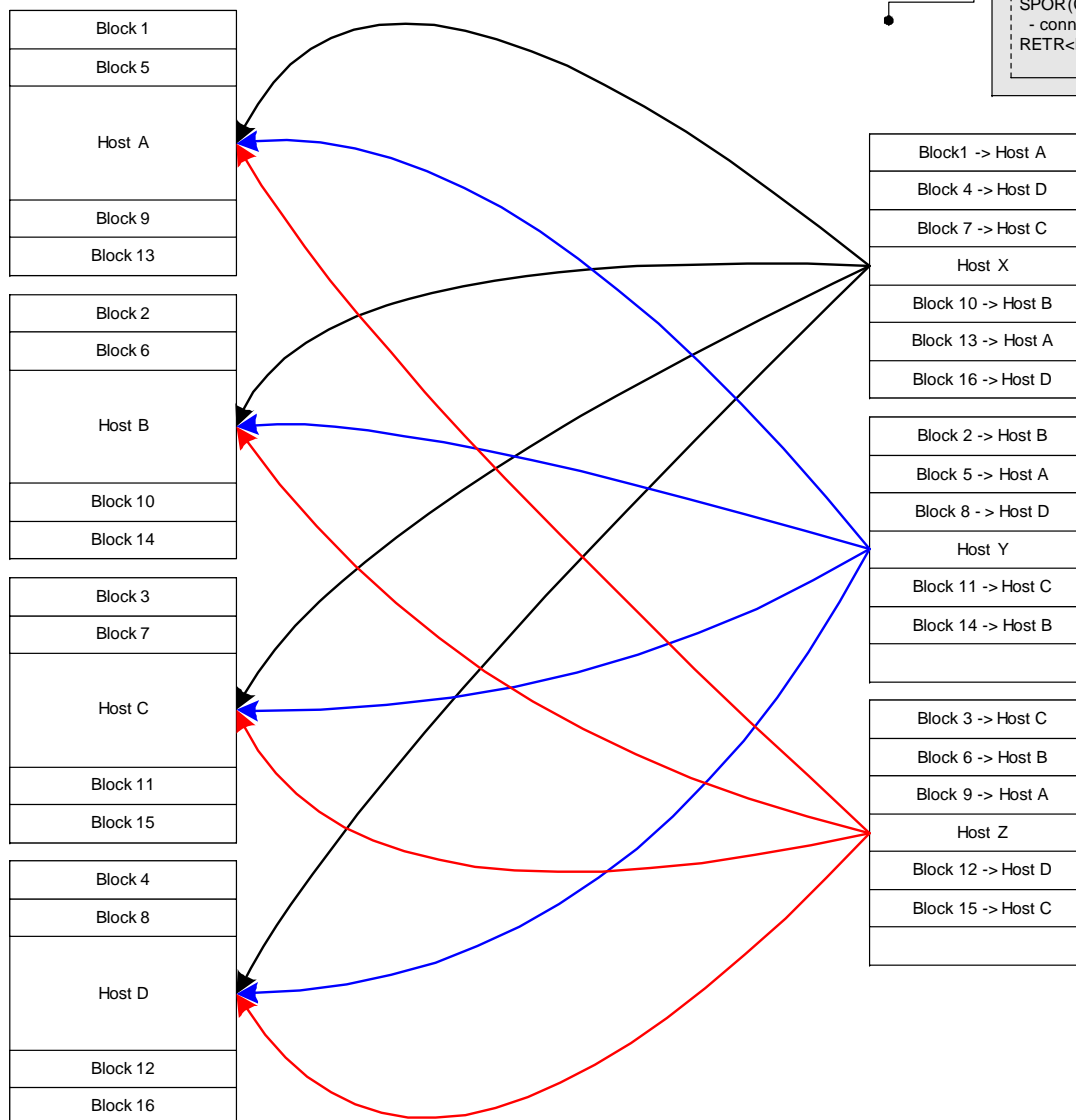 Block 1
Block 5
Host A
Block 9
Block 13
Block 2
Block 6
Host B
Block 10
Block 14
Block 3
Block 7
Host C
Block 11
Block 15
Block 4
Block 8
Host D
Block 12
Block 16
- conn
RETR<
Block1 -> Host A
Block 4 -> Host D
Block 7 -> Host C
Host X
Block 10 -> Host B
Block 13 -> Host A
Block 16 -> Host D
Block 2 -> Host B
Block 5 -> Host A
Block 8 - > Host D
Host Y
Block 11 -> Host C
Block 14 -> Host B
Block 3 -> Host C
Block 6 -> Host B
Block 9 -> Host A
Host Z
Block 12 -> Host D
Block 15 -> Host C